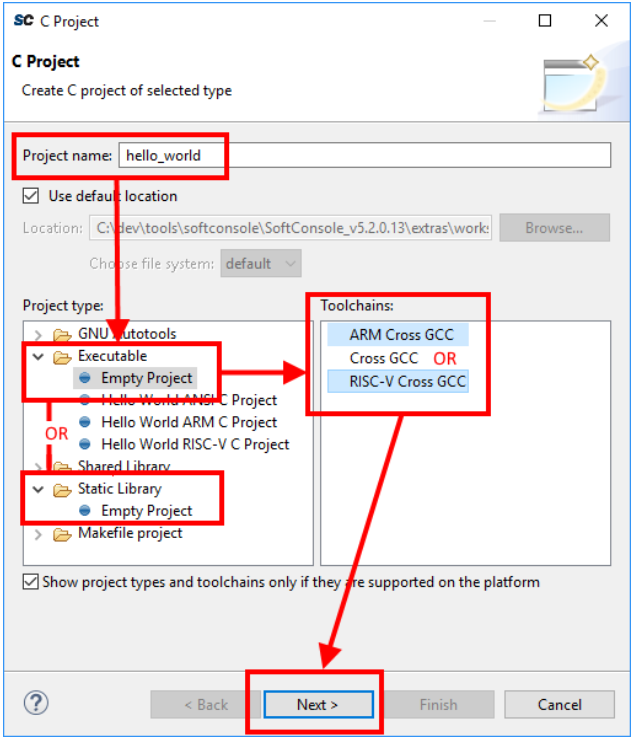 SC C Project
C Project
Create C project of selected type
Project name: hello_world
Use default location
Location: C:\dev\tools\softconsole\SoftConsole_v5.2.0.13\extras\works Browse...
Choose file system: default
Project type: Toolchains:
GNU Autotools ARM Cross GCC
Executable Cross GCC OR
Empty Project RISC-V Cross GCC
Hello World ANSI C Project
Hello World ARM C Project
OR
Hello World RISC-V C Project
Shared Library
Static Library
Empty Project
Makefile project
Show project types and toolchains only if they are supported on the platform
? < Back Next > Finish Cancel